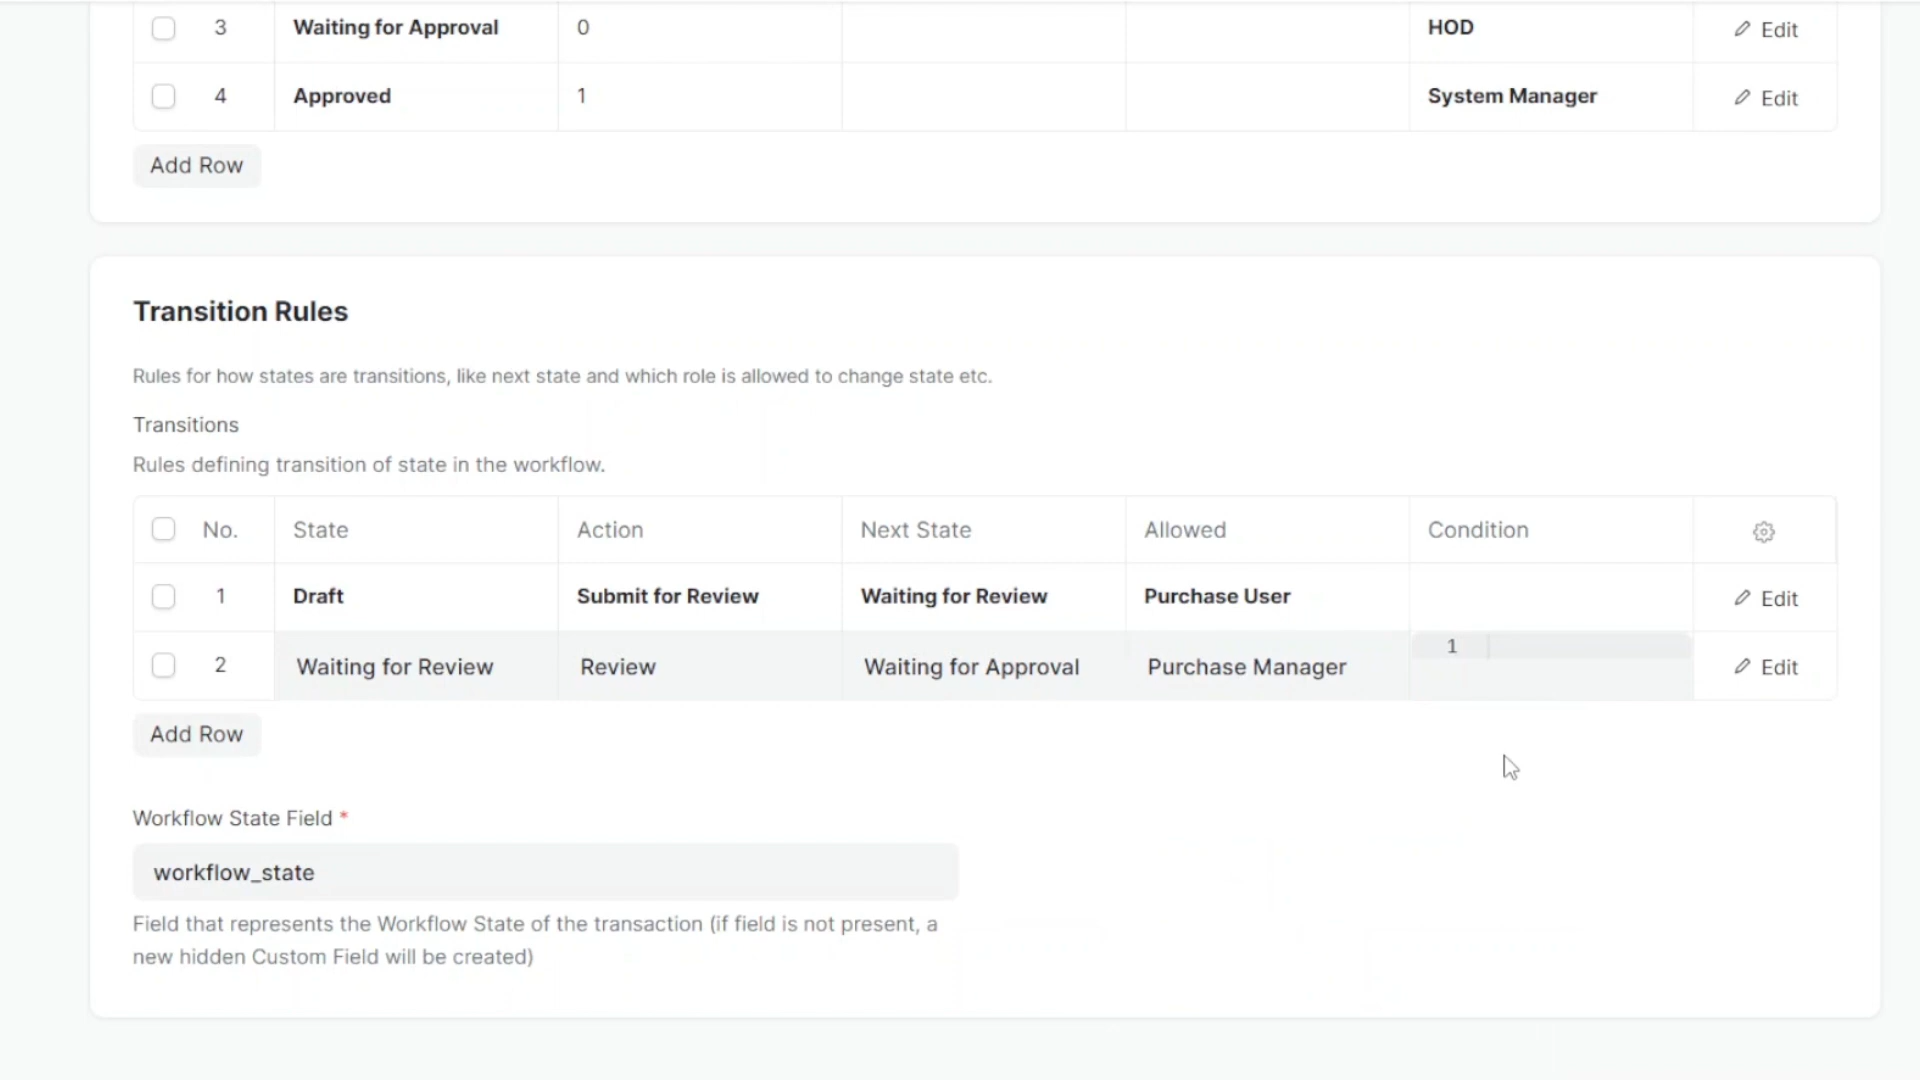 3 Waiting for Approval 0 HOD Edit
4 Approved 1 System Manager Edit
Add Row
Transition Rules
Rules for how states are transitions, like next state and which role is allowed to change state etc.
Transitions
Rules defining transition of state in the workflow.
No. State Action Next State Allowed Condition
1 Draft Submit for Review Waiting for Review Purchase User Edit
2 Waiting for Review Review Waiting for Approval Purchase Manager 1 Edit
Add Row
Workflow State Field *
workflow_state
Field that represents the Workflow State of the transaction (if field is not present, a
new hidden Custom Field will be created)